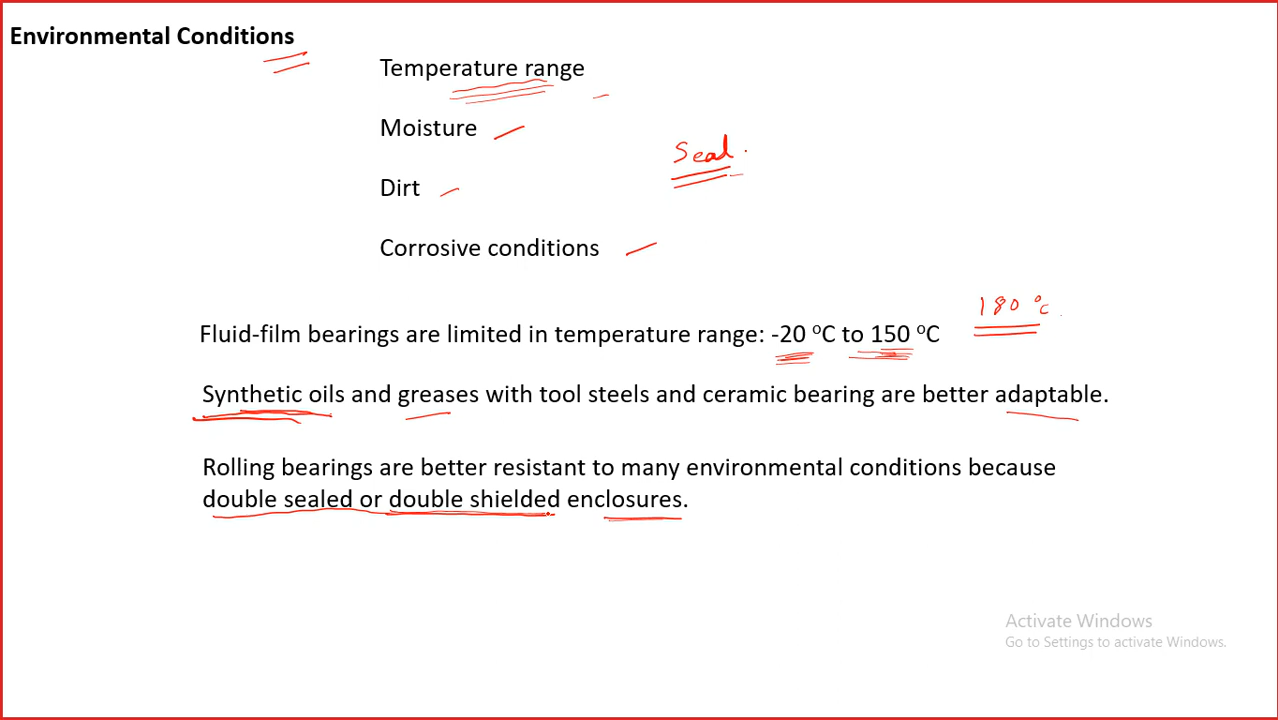 Environmental Conditions
Temperature range
Moisture
Seal.
Dirt
Corrosive conditions
180 °C
Fluid-film bearings are limited in temperature range: -20 ᵒC to 150 ᵒC
Synthetic oils and greases with tool steels and ceramic bearing are better adaptable.
Rolling bearings are better resistant to many environmental conditions because
double sealed or double shielded enclosures.
Activate Windows
Go to Settings to activate Windows.